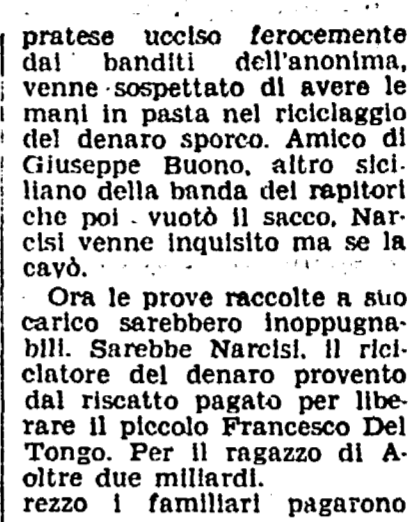 pratese ucciso ferocemente
dai banditi dell'anonima,
venne sospettato di avere le
mani in pasta nel riciclaggio
del denaro sporco. Amico di
Giuseppe Buono, altro sici-
liano della banda dei rapitori
che poi vuotò il sacco, Nar-
cisi venne inquisito ma se la
cavò.
Ora le prove raccolte a suo
carico sarebbero inoppugna-
bili. Sarebbe Narcisi, il rici-
clatore del denaro provento
dal riscatto pagato per libe-
rare il piccolo Francesco Del
Tongo. Per il ragazzo di A-
oltre due miliardi.
rezzo i familiari pagarono